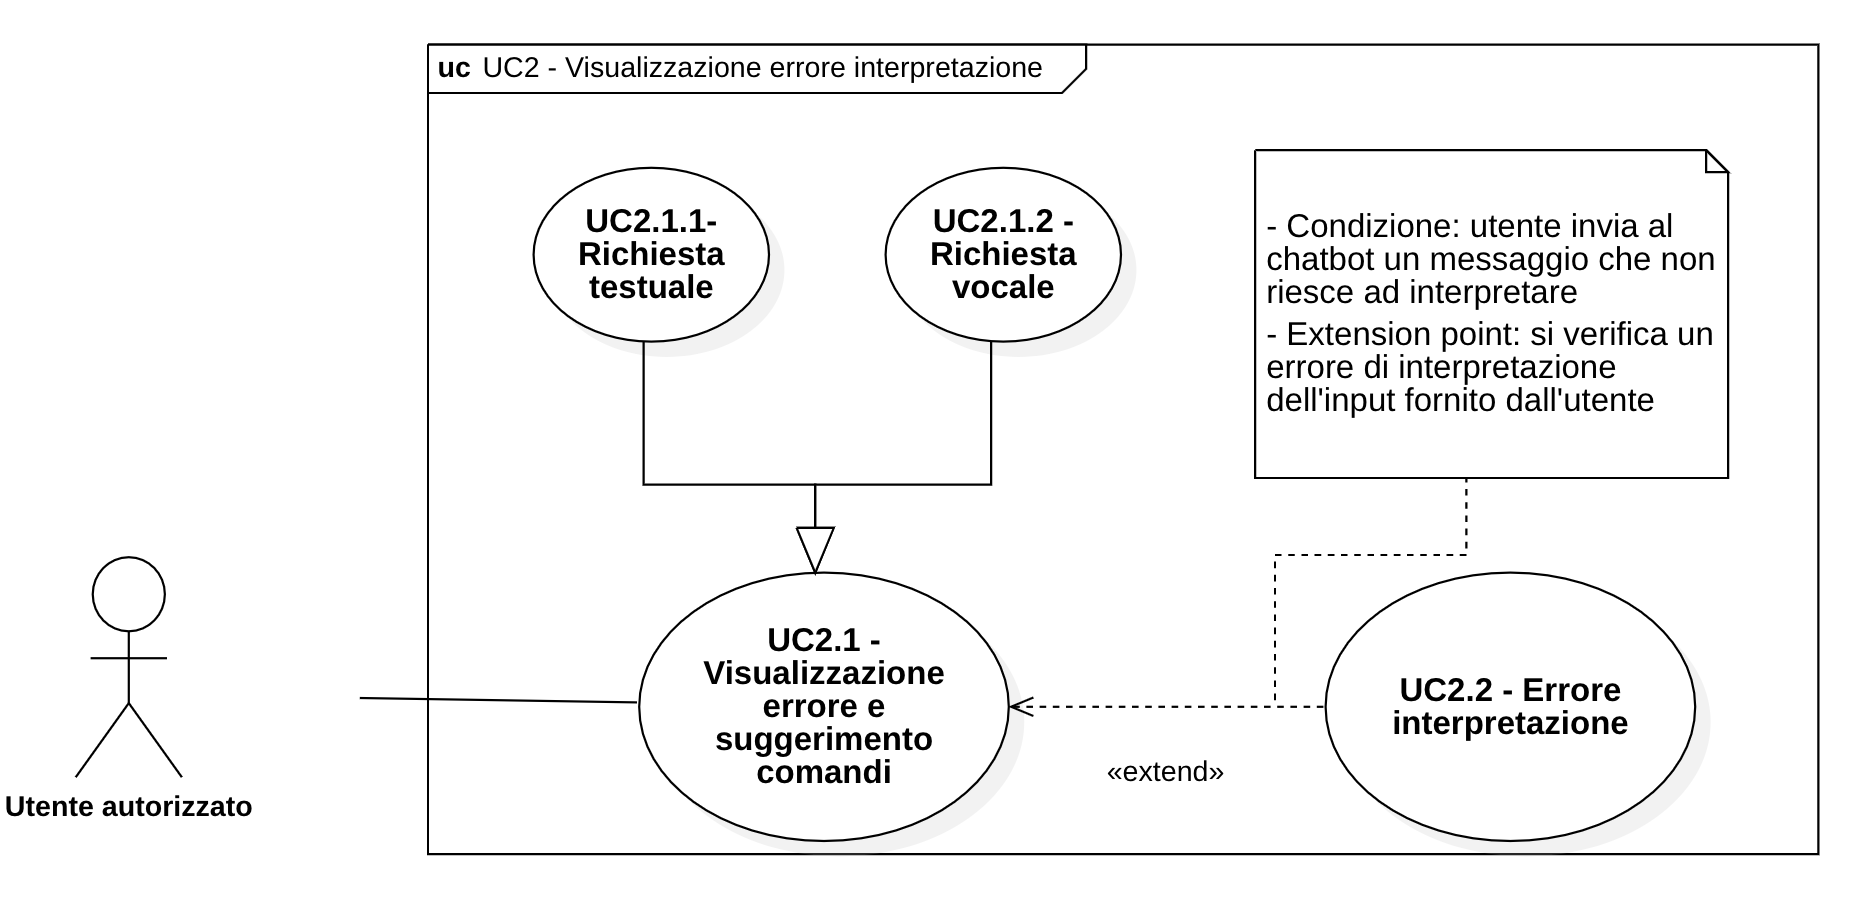 uc UC2 - Visualizzazione errore interpretazione
UC2.1.1-
Richiesta
testuale
UC2.1.2 -
Richiesta
vocale
- Condizione: utente invia al
chatbot un messaggio che non
riesce ad interpretare
- Extension point: si verifica un
errore di interpretazione
dell'input fornito dall'utente
UC2.1 -
Visualizzazione
errore e
suggerimento
comandi
UC2.2 - Errore
interpretazione
«extend»
Utente autorizzato